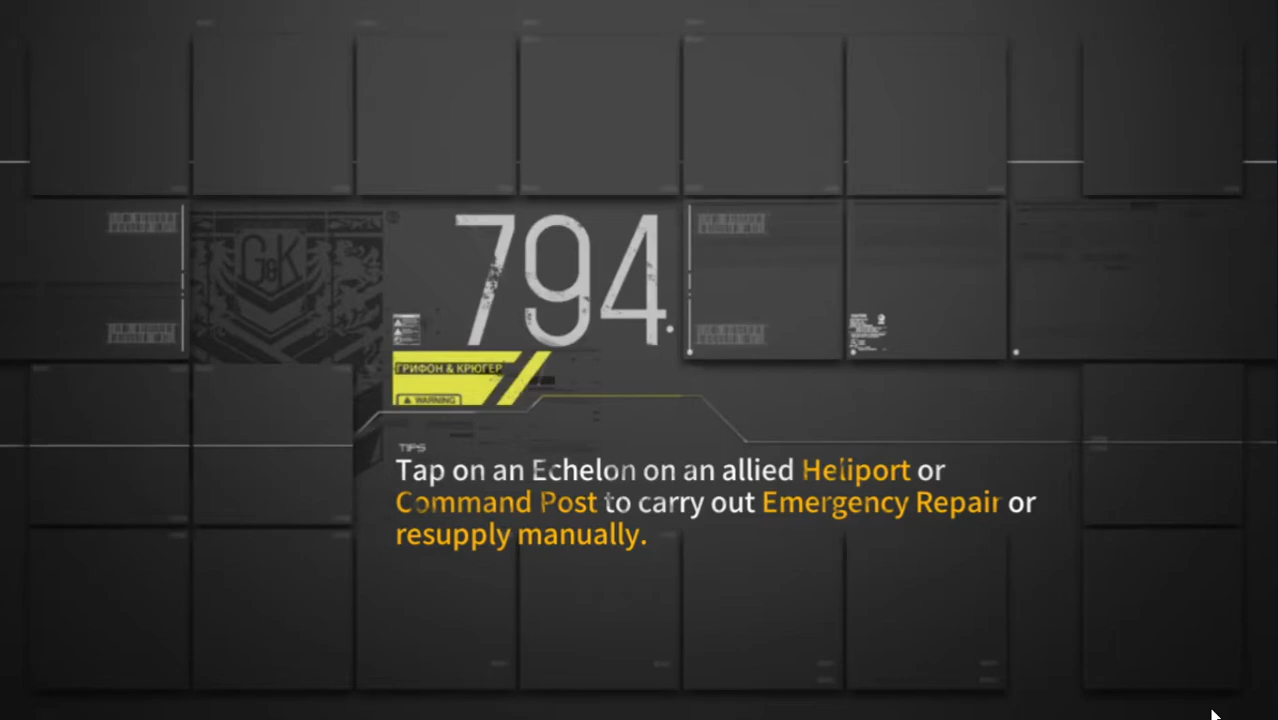 G&K
794.
ГРИФОН & КРЮГЕР
WARNING
TIPS
Tap on an Echelon on an allied Heliport or
Command Post to carry out Emergency Repair or
resupply manually.